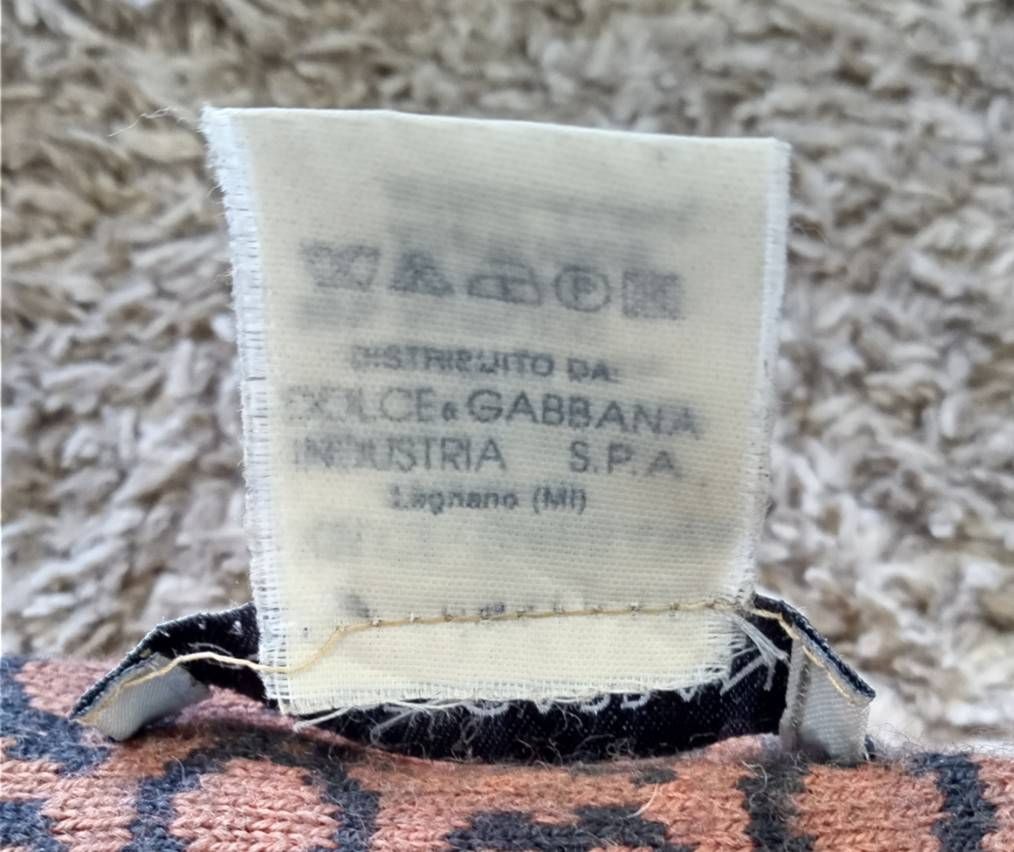 DISTRIBUITO DA:
DOLCE & GABBANA
INDUSTRIA S.P.A
Legnano (MI)